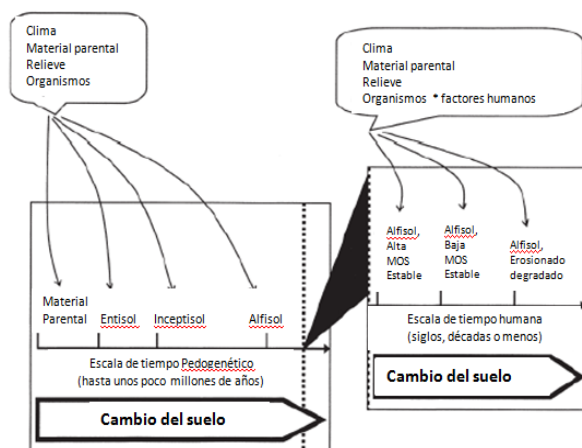 Clima
Material parental
Relieve
Organismos
Clima
Material parental
Relieve
Organismos * factores humanos
Material
Parental
Entisol
Inceptisol
Alfisol
Escala de tiempo Pedogenético
(hasta unos poco millones de años)
Cambio del suelo
Alfisol,
Alta
MOS
Estable
Alfisol,
Baja
MOS
Estable
Alfisol,
Erosionado
degradado
Escala de tiempo humana
(siglos, décadas o menos)
Cambio del suelo